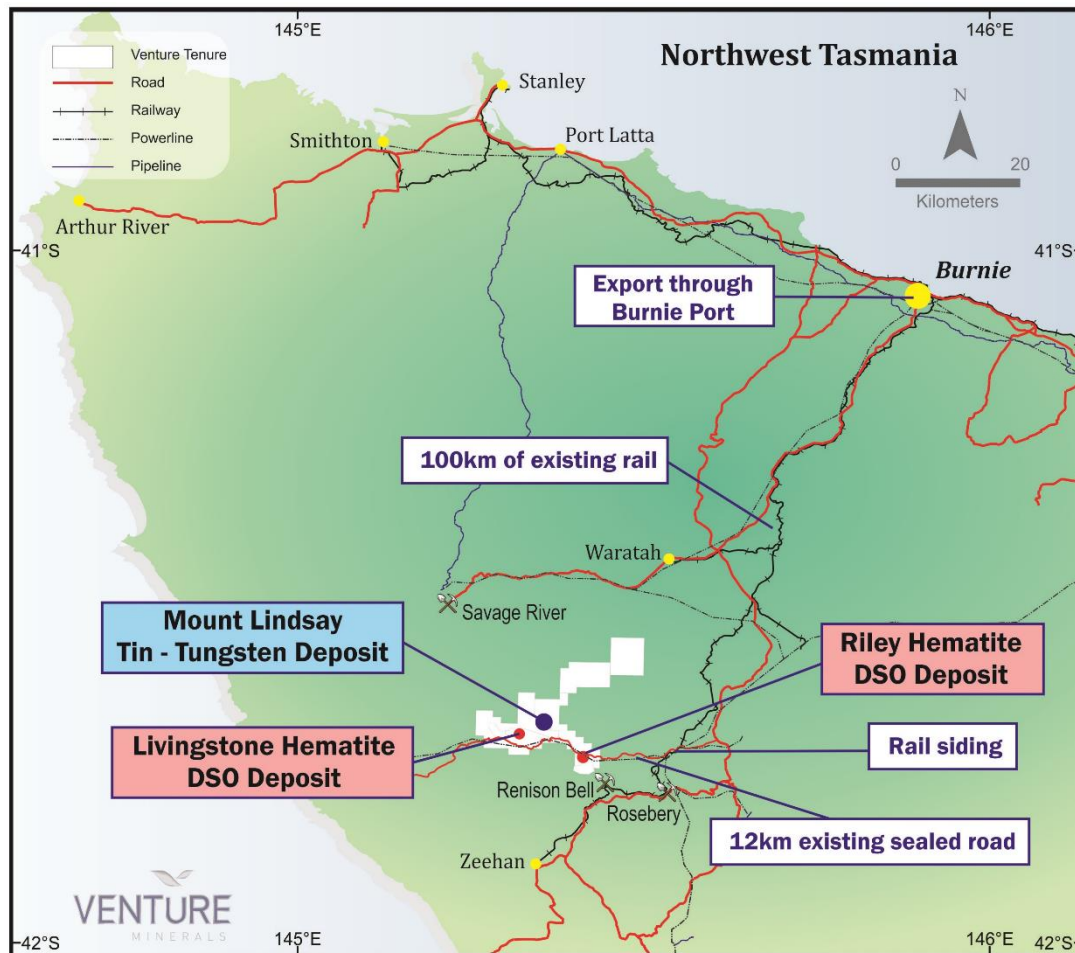 145°E
146°E
Venture Tenure
Road
Railway
Powerline
Pipeline
Northwest Tasmania
N
0
20
Kilometers
Stanley
Smithton
Port Latta
Arthur River
41°S
41°S
Burnie
Export through
Burnie Port
100km of existing rail
Waratah
Savage River
Mount Lindsay
Tin - Tungsten Deposit
Riley Hematite
DSO Deposit
Livingstone Hematite
DSO Deposit
Rail siding
Renison Bell
Rosebery
12km existing sealed road
Zeehan
VENTURE
MINERALS
42°S
145°E
146°E
42°S